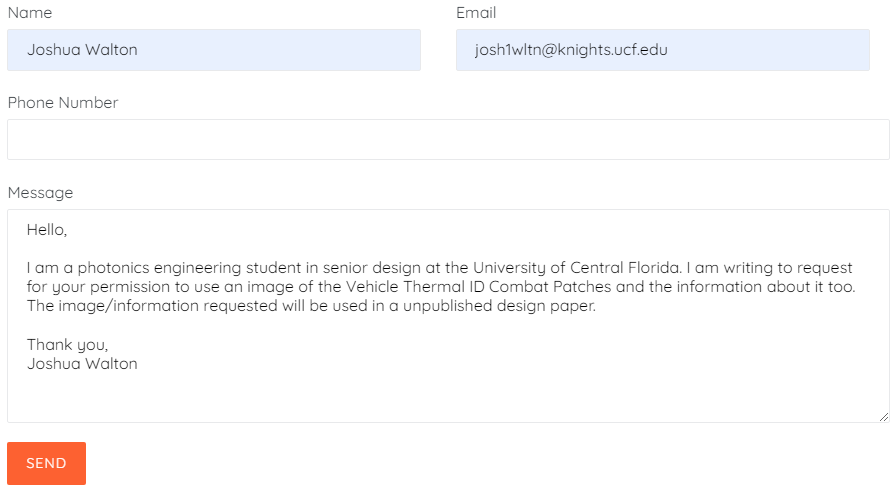 Name
Email
Joshua Walton
josh1wltn@knights.ucf.edu
Phone Number
Message
Hello,
I am a photonics engineering student in senior design at the University of Central Florida. I am writing to request
for your permission to use an image of the Vehicle Thermal ID Combat Patches and the information about it too.
The image/information requested will be used in a unpublished design paper.
Thank you,
Joshua Walton
SEND